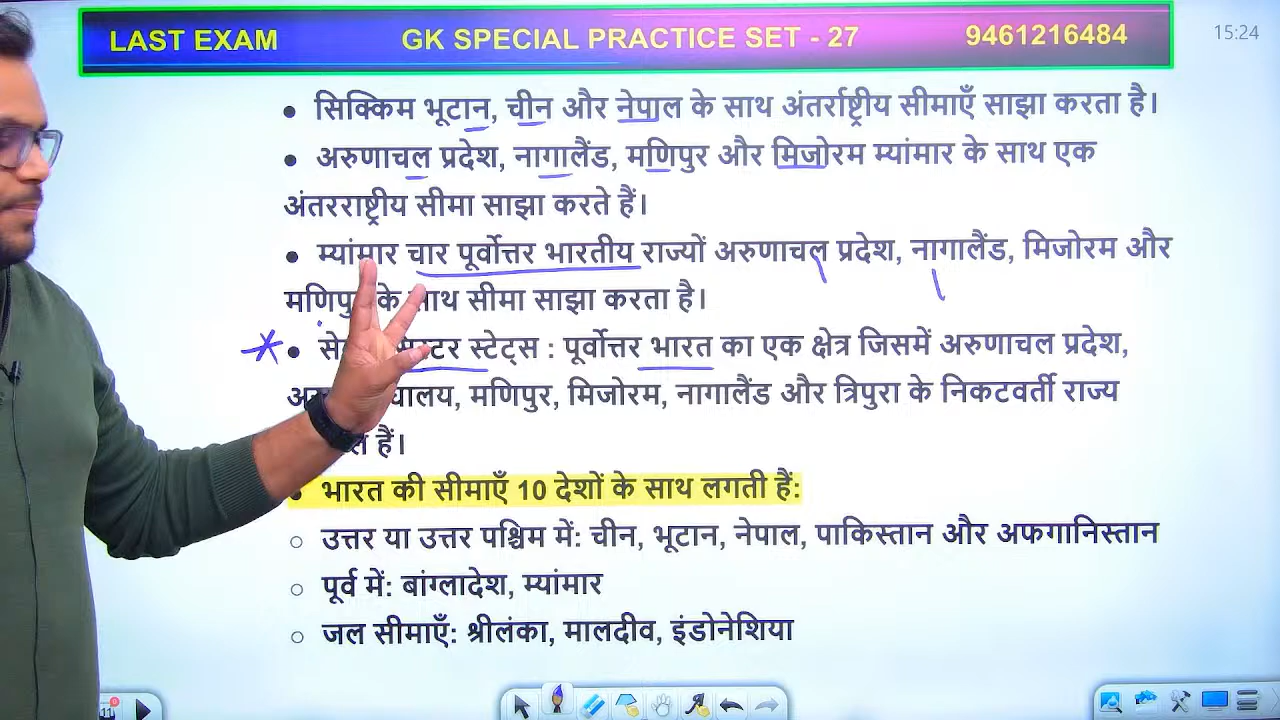 LAST EXAM GK SPECIAL PRACTICE SET - 27 9461216484
15:24
• सिक्किम भूटान, चीन और नेपाल के साथ अंतर्राष्ट्रीय सीमाएँ साझा करता है।
• अरुणाचल प्रदेश, नागालैंड, मणिपुर और मिजोरम म्यांमार के साथ एक
अंतरराष्ट्रीय सीमा साझा करते हैं।
• म्यांमार चार पूर्वोत्तर भारतीय राज्यों अरुणाचल प्रदेश, नागालैंड, मिजोरम और
मणिपुर के साथ सीमा साझा करता है।
• स्टेट्स : पूर्वोत्तर भारत का एक क्षेत्र जिसमें अरुणाचल प्रदेश,
मणिपुर, मिजोरम, नागालैंड और त्रिपुरा के निकटवर्ती राज्य
हैं।
• भारत की सीमाएँ 10 देशों के साथ लगती हैं:
○ उत्तर या उत्तर पश्चिम में: चीन, भूटान, नेपाल, पाकिस्तान और अफगानिस्तान
○ पूर्व में: बांग्लादेश, म्यांमार
○ जल सीमाएँ: श्रीलंका, मालदीव, इंडोनेशिया